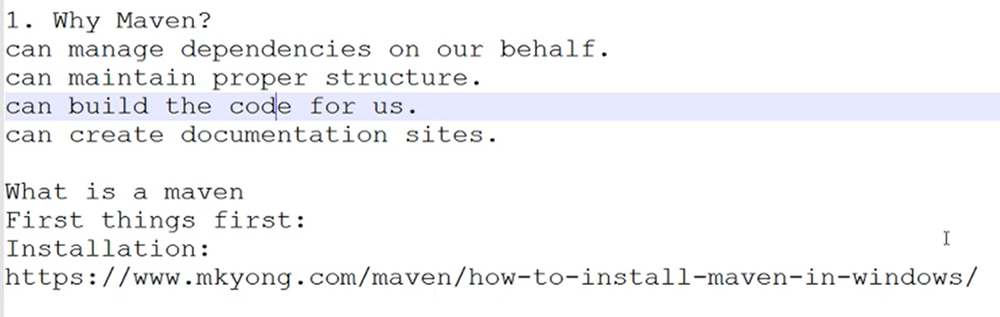 1. Why Maven?
can manage dependencies on our behalf.
can maintain proper structure.
can build the code for us.
can create documentation sites.
What is a maven
First things first:
Installation:
https://www.mkyong.com/maven/how-to-install-maven-in-windows/